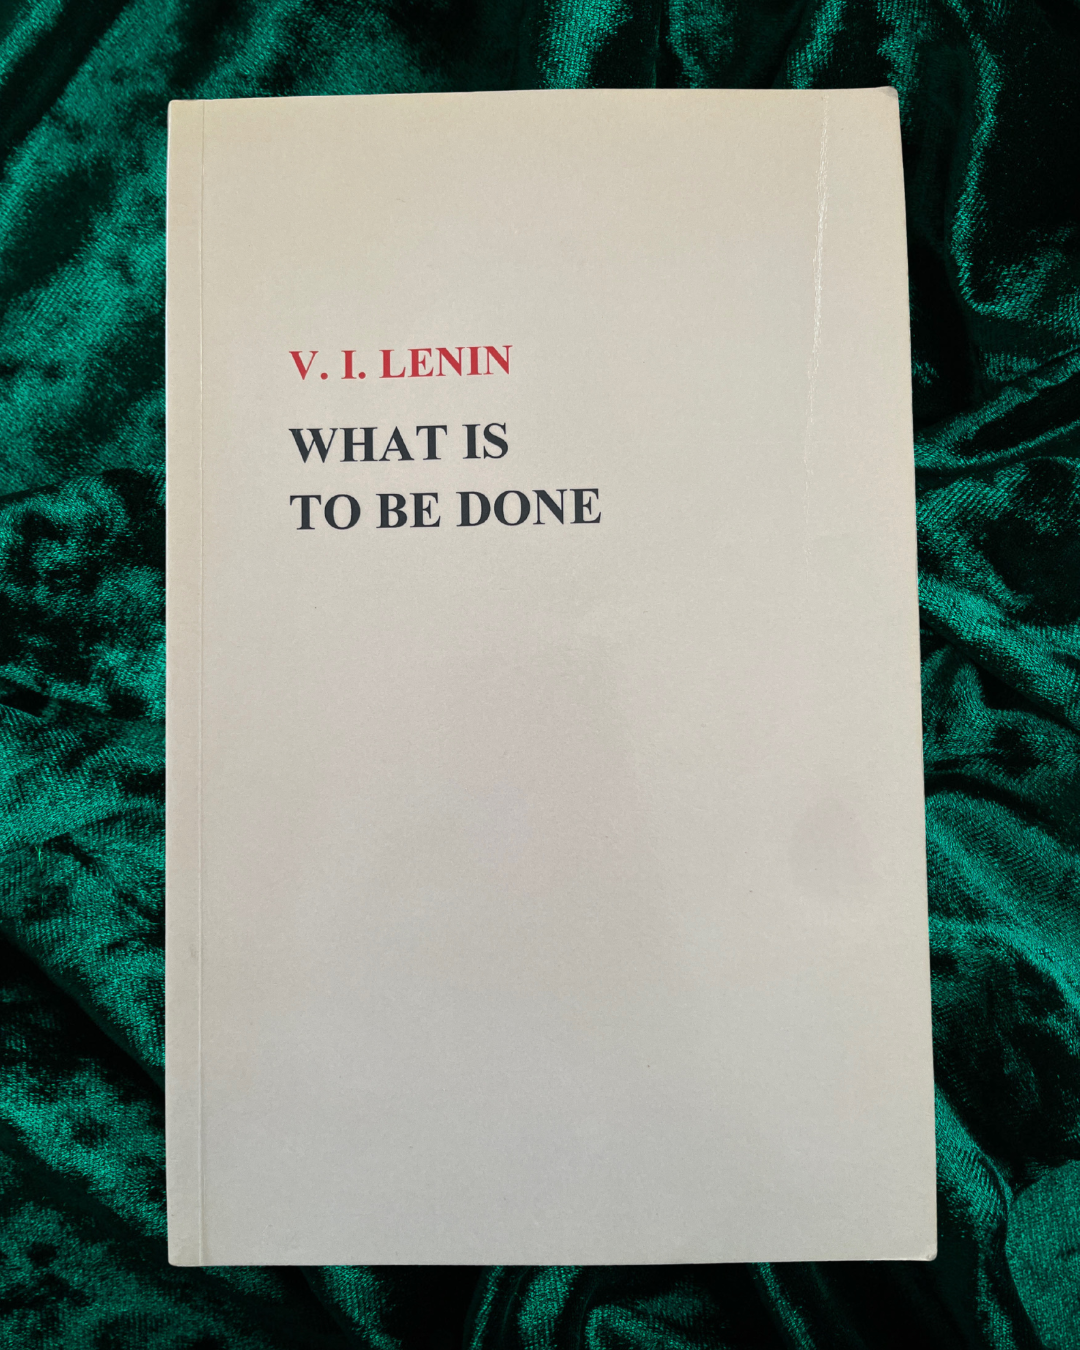 V. I. LENIN
WHAT IS
TO BE DONE